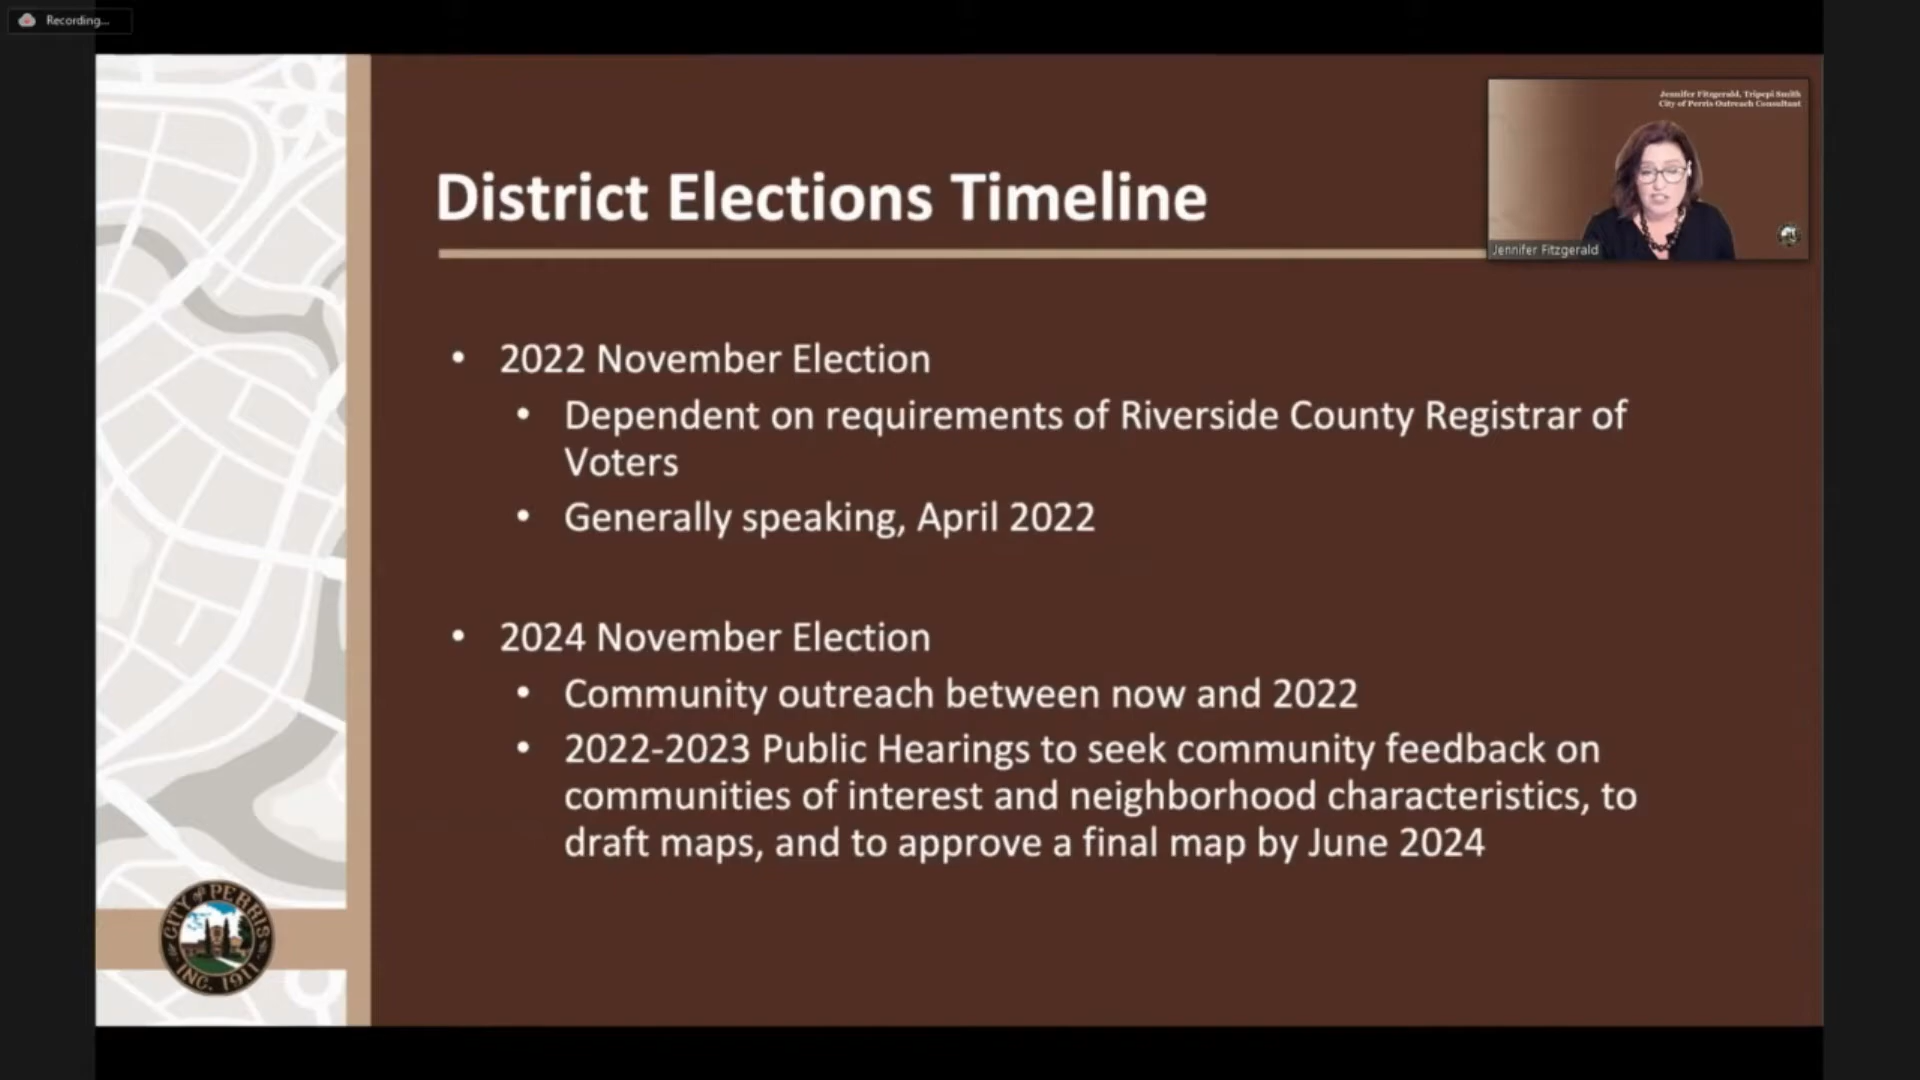 Recording...
Jennifer Fitzgerald, Tripepi Smith
City of Perris Outreach Consultant
District Elections Timeline
Jennifer Fitzgerald
• 2022 November Election
• Dependent on requirements of Riverside County Registrar of
Voters
• Generally speaking, April 2022
• 2024 November Election
• Community outreach between now and 2022
• 2022-2023 Public Hearings to seek community feedback on
communities of interest and neighborhood characteristics, to
draft maps, and to approve a final map by June 2024
CITY of PERRIS
INC. 1911